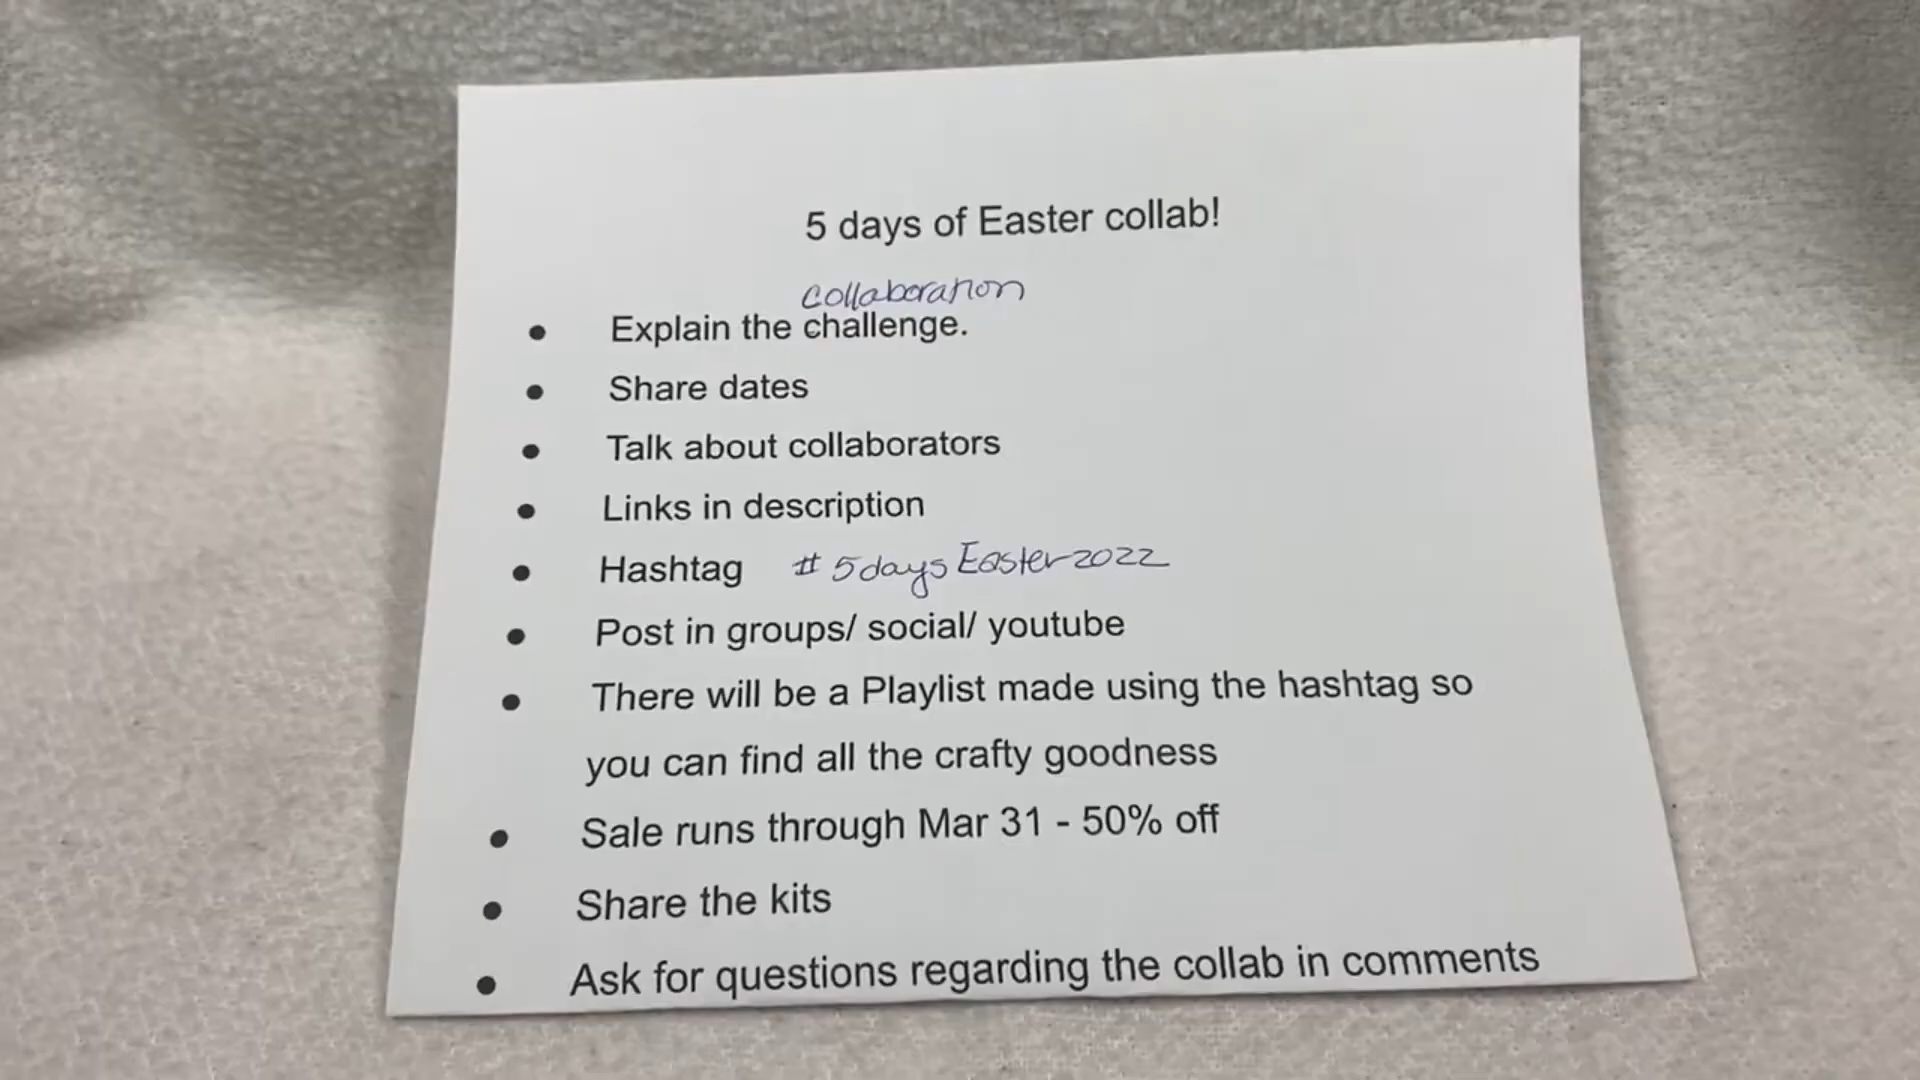 5 days of Easter collab!
collaboration
• Explain the challenge.
• Share dates
• Talk about collaborators
• Links in description
• Hashtag # 5daysEaster2022
• Post in groups/ social/ youtube
• There will be a Playlist made using the hashtag so
you can find all the crafty goodness
• Sale runs through Mar 31 - 50% off
• Share the kits
• Ask for questions regarding the collab in comments